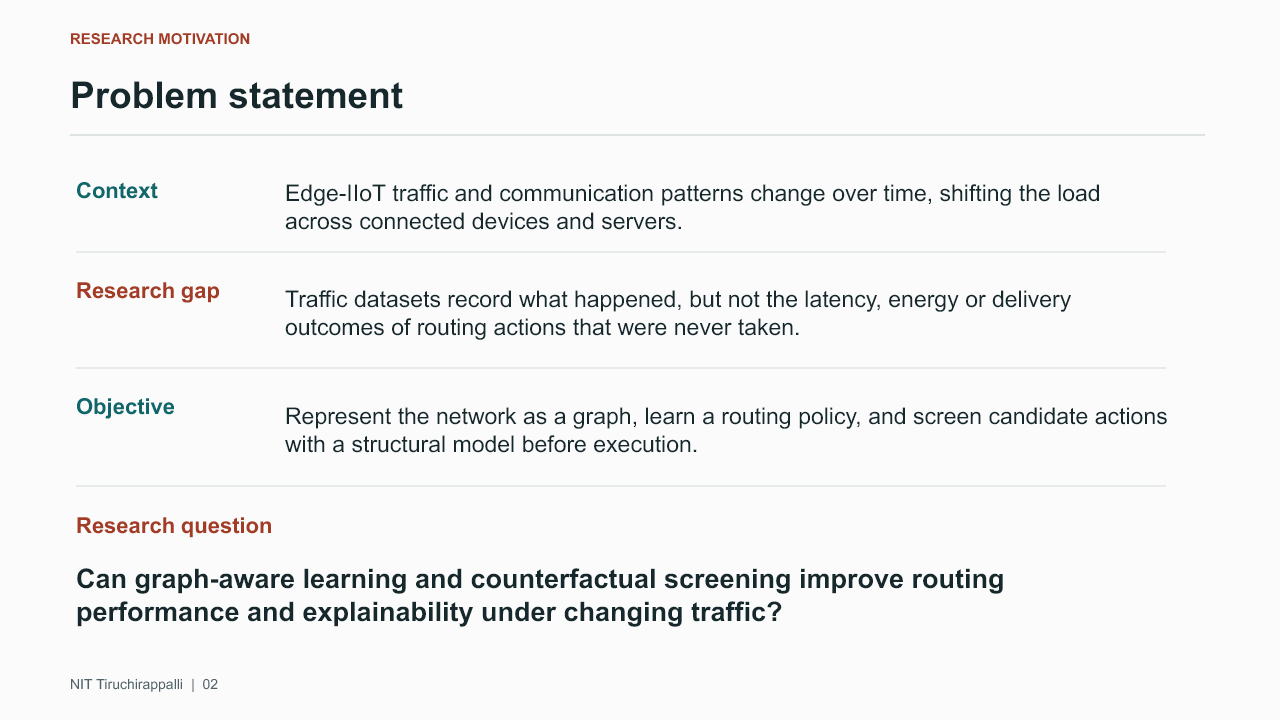 RESEARCH MOTIVATION
Problem statement
Context
Edge-IIoT traffic and communication patterns change over time, shifting the load
across connected devices and servers.
Research gap
Traffic datasets record what happened, but not the latency, energy or delivery
outcomes of routing actions that were never taken.
Objective
Represent the network as a graph, learn a routing policy, and screen candidate actions
with a structural model before execution.
Research question
Can graph-aware learning and counterfactual screening improve routing
performance and explainability under changing traffic?
NIT Tiruchirappalli | 02